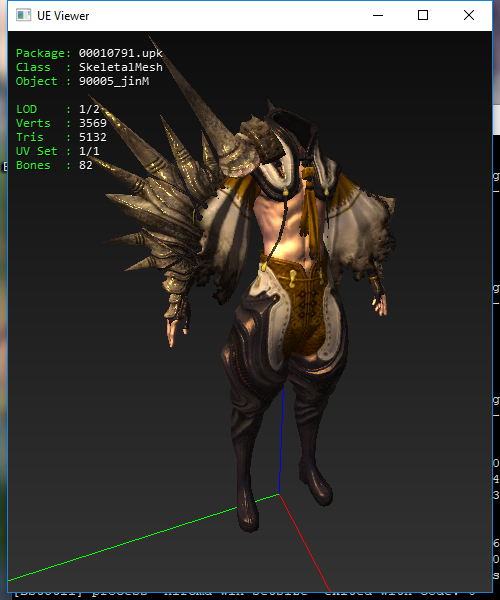 UE Viewer
Package: 00010791.upk
Class : SkeletalMesh
Object : 90005_jinM
LOD : 1/2
Verts : 3569
Tris : 5132
UV Set : 1/1
Bones : 82